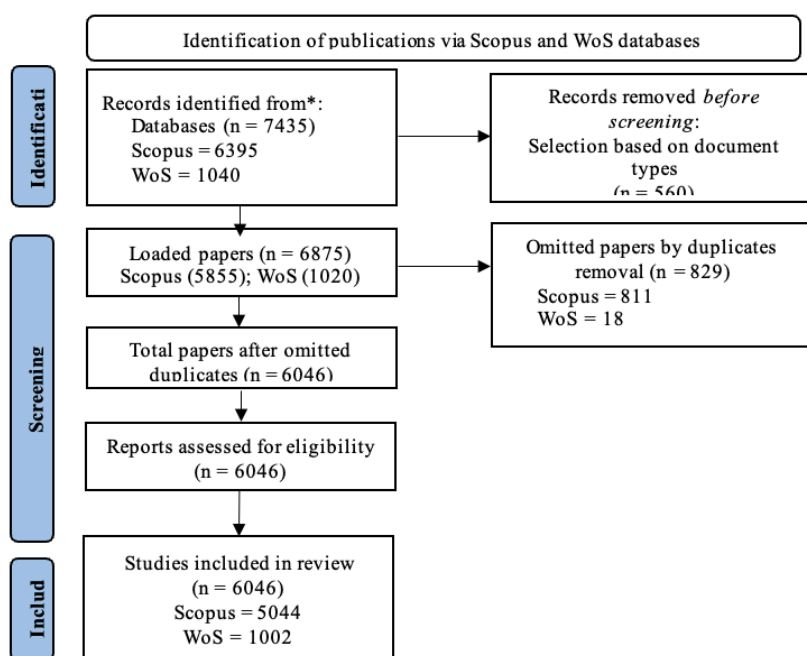 Identification of publications via Scopus and WoS databases
Identificati
Records identified from*:
Databases (n = 7435)
Scopus = 6395
WoS = 1040
Records removed before
screening:
Selection based on document
types
(n = 560)
Screening
Loaded papers (n = 6875)
Scopus (5855); WoS (1020)
Omitted papers by duplicates
removal (n = 829)
Scopus = 811
WoS = 18
Total papers after omitted
duplicates (n = 6046)
Reports assessed for eligibility
(n = 6046)
Includ
Studies included in review
(n = 6046)
Scopus = 5044
WoS = 1002